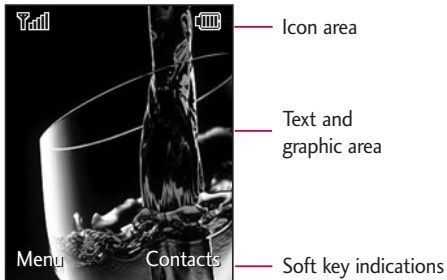 Icon area
Text and
graphic area
Menu Contacts
Soft key indications